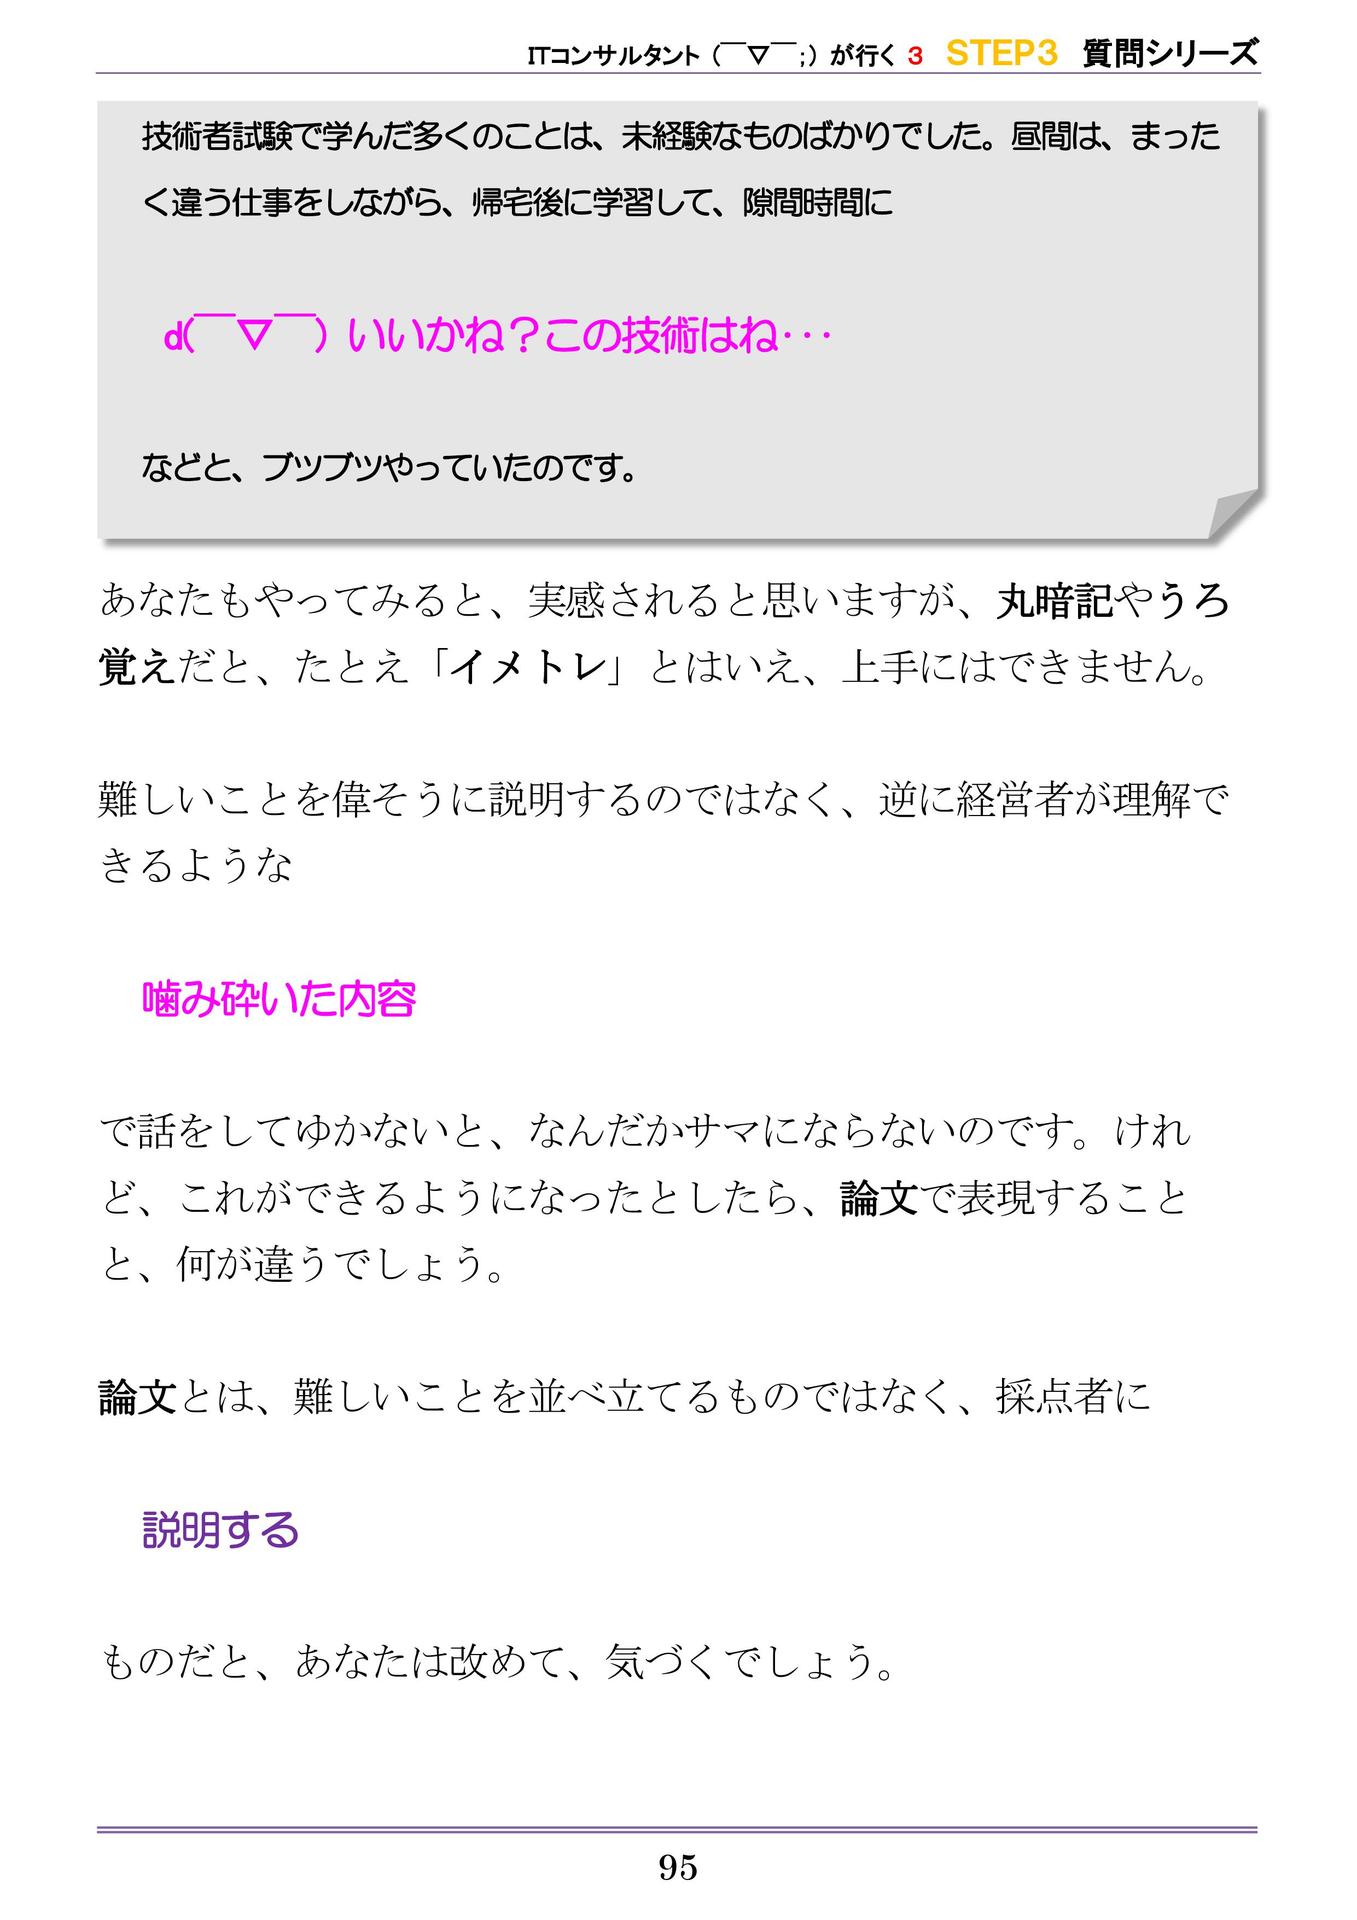 ITコンサルタント（￣▽￣;）が行く 3 STEP3 質問シリーズ
技術者試験で学んだ多くのことは、未経験なものばかりでした。昼間は、まった
く違う仕事をしながら、帰宅後に学習して、隙間時間に
d(￣▽￣）いいかね？この技術はね･･･
などと、ブツブツやっていたのです。
あなたもやってみると、実感されると思いますが、丸暗記やうろ
覚えだと、たとえ「イメトレ」とはいえ、上手にはできません。
難しいことを偉そうに説明するのではなく、逆に経営者が理解で
きるような
噛み砕いた内容
で話をしてゆかないと、なんだかサマにならないのです。けれ
ど、これができるようになったとしたら、論文で表現すること
と、何が違うでしょう。
論文とは、難しいことを並べ立てるものではなく、採点者に
説明する
ものだと、あなたは改めて、気づくでしょう。
95